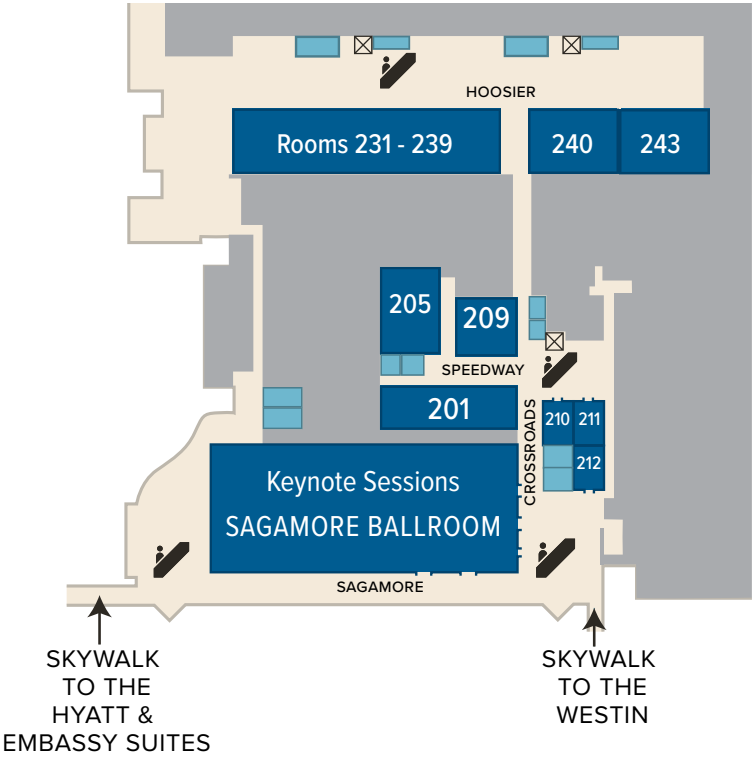 HOOSIER
Rooms 231 - 239
240
243
205
209
SPEEDWAY
201
CROSSROADS
210
211
212
Keynote Sessions
SAGAMORE BALLROOM
SAGAMORE
SKYWALK
TO THE
HYATT &
EMBASSY SUITES
SKYWALK
TO THE
WESTIN